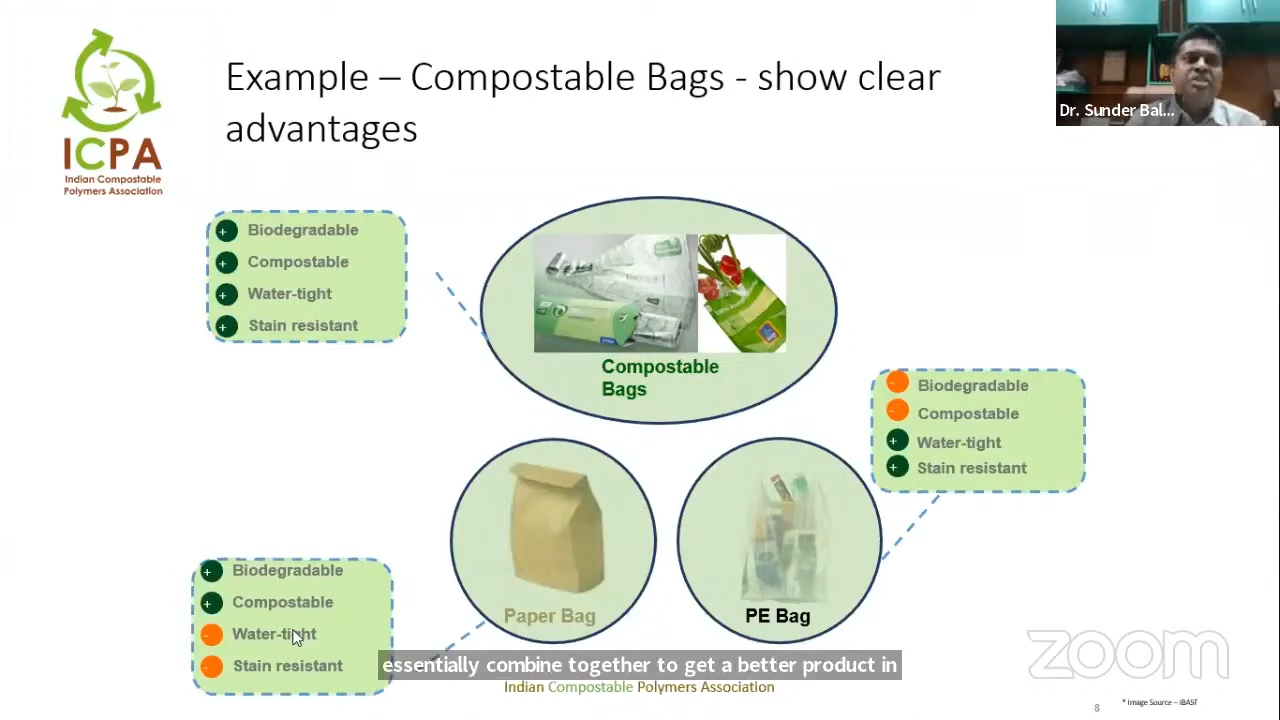 Example – Compostable Bags - show clear
advantages
ICPA
Indian Compostable
Polymers Association
Dr. Sunder Bal...
+ Biodegradable
+ Compostable
+ Water-tight
+ Stain resistant
Compostable
Bags
- Biodegradable
- Compostable
+ Water-tight
+ Stain resistant
+ Biodegradable
+ Compostable
- Water-tight
- Stain resistant
Paper Bag
PE Bag
essentially combine together to get a better product in
Indian Compostable Polymers Association
zoom
8
* Image Source – IBASF